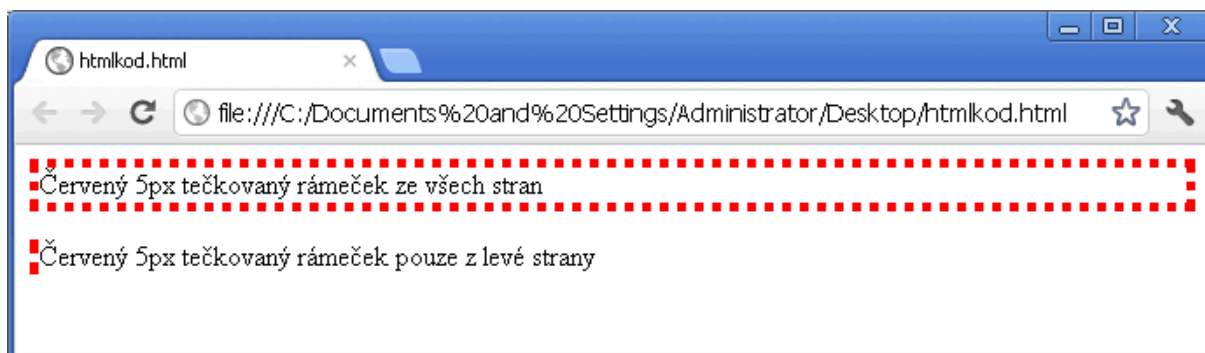 htmlkod.html
file:///C:/Documents%20and%20Settings/Administrator/Desktop/htmlkod.html
Červený 5px tečkovaný rámeček ze všech stran
Červený 5px tečkovaný rámeček pouze z levé strany